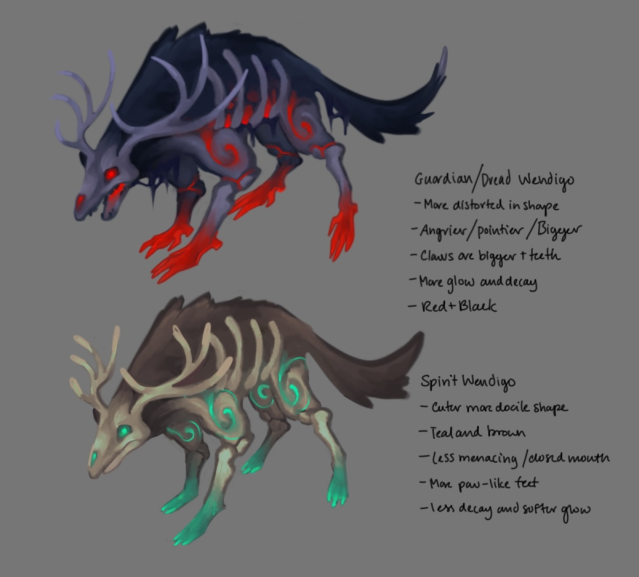 Guardian/Dread Wendigo
- More distorted in shape
- Angrier/pointier/Bigger
- Claws are bigger + teeth
- More glow and decay
- Red + Black
Spirit Wendigo
- Cuter more docile shape
- Teal and brown
- Less menacing/closed mouth
- More paw-like feet
- less decay and softer glow